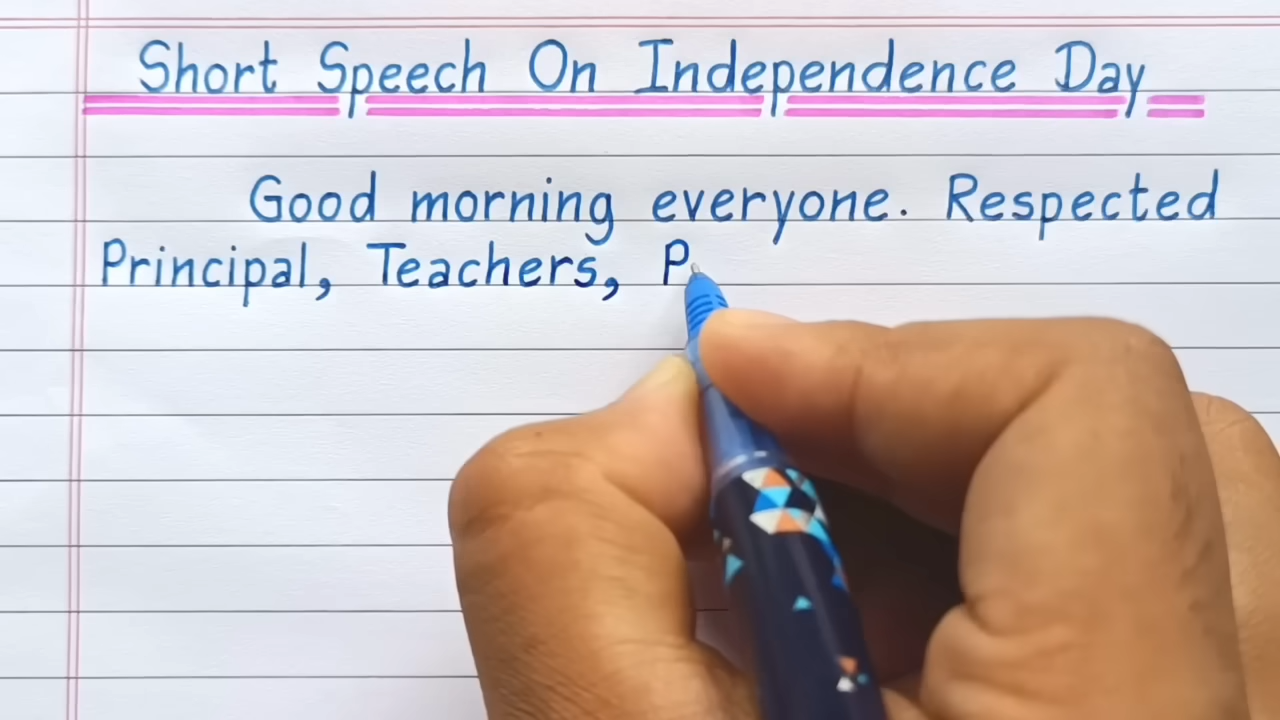 Short Speech On Independence Day
Good morning everyone. Respected
Principal, Teachers, P